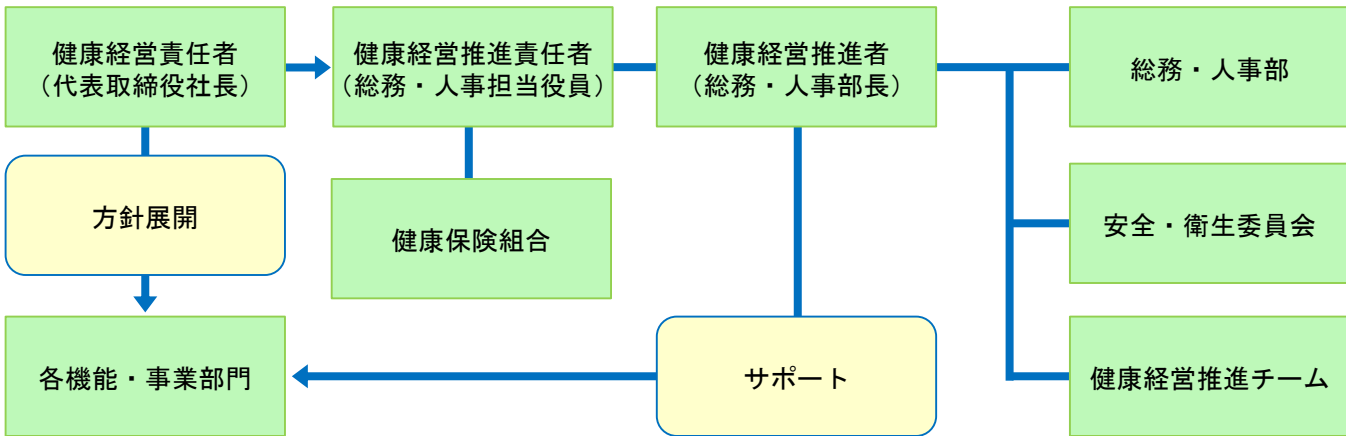 健康経営責任者
（代表取締役社長）
健康経営推進責任者
（総務・人事担当役員）
健康経営推進者
（総務・人事部長）
総務・人事部
方針展開
健康保険組合
安全・衛生委員会
各機能・事業部門
サポート
健康経営推進チーム